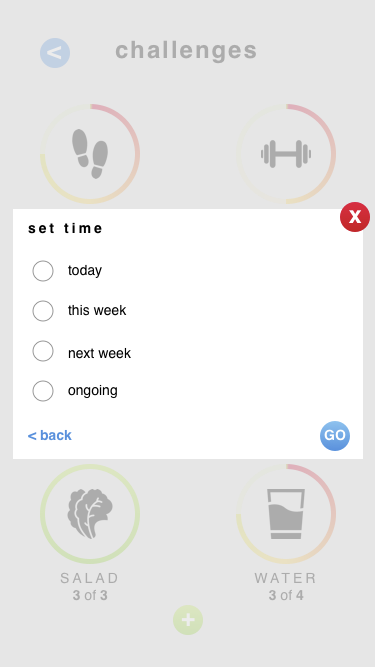 <
challenges
X
set time
today
this week
next week
ongoing
< back
GO
SALAD
3 of 3
WATER
3 of 4
+